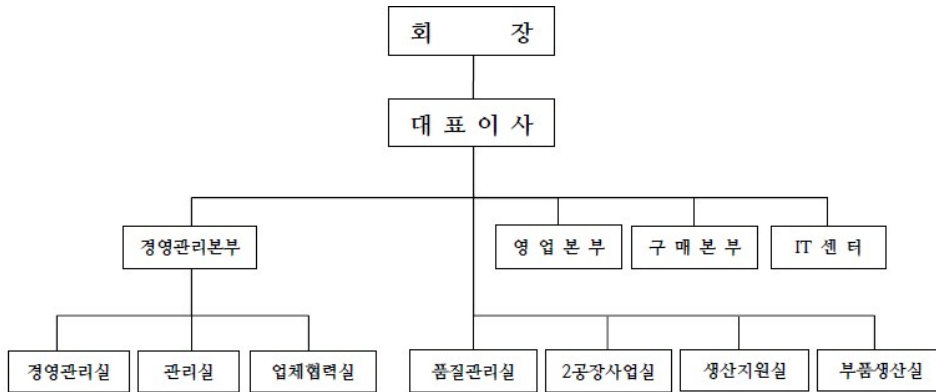 회 장
대 표 이 사
경영관리본부
영 업 본 부
구 매 본 부
IT 센 터
경영관리실
관리실
업체협력실
품질관리실
2공장사업실
생산지원실
부품생산실